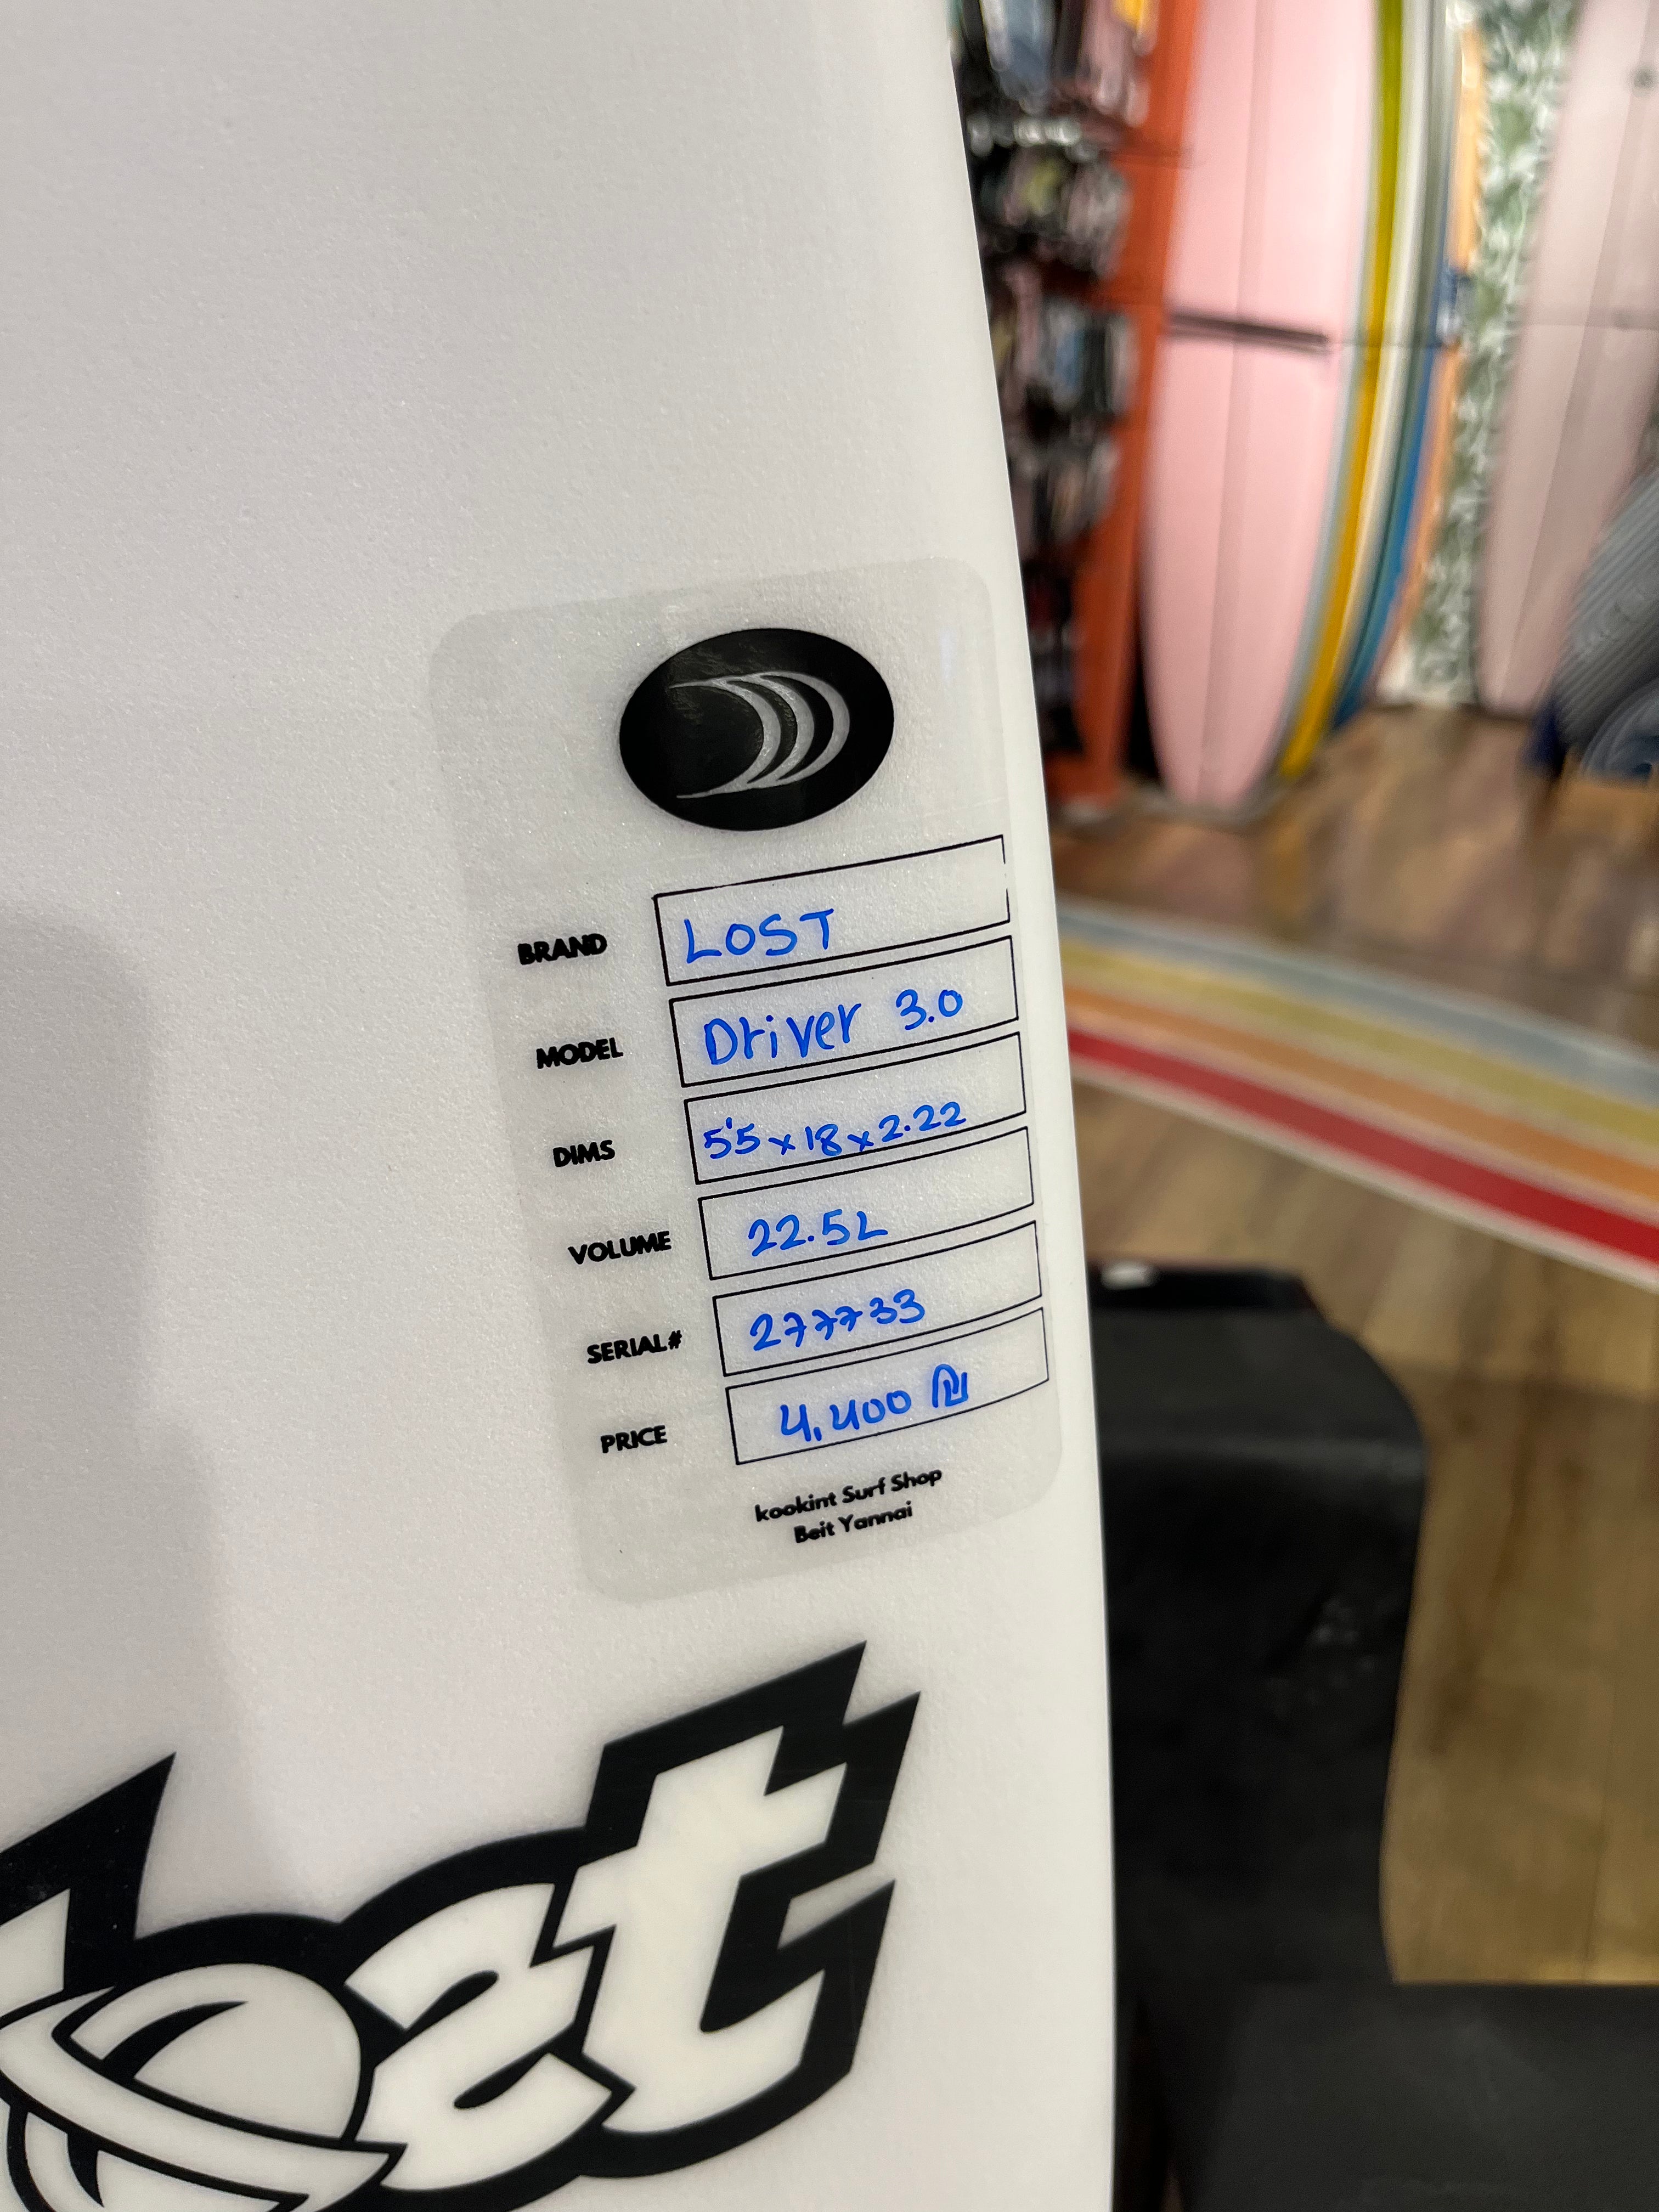 BRAND LOST
MODEL Driver 3.0
DIMS 5'5 x 18 x 2.22
VOLUME 22.5L
SERIAL# 277733
PRICE 4,400 ₪
kookint Surf Shop
Beit Yannai
Lost